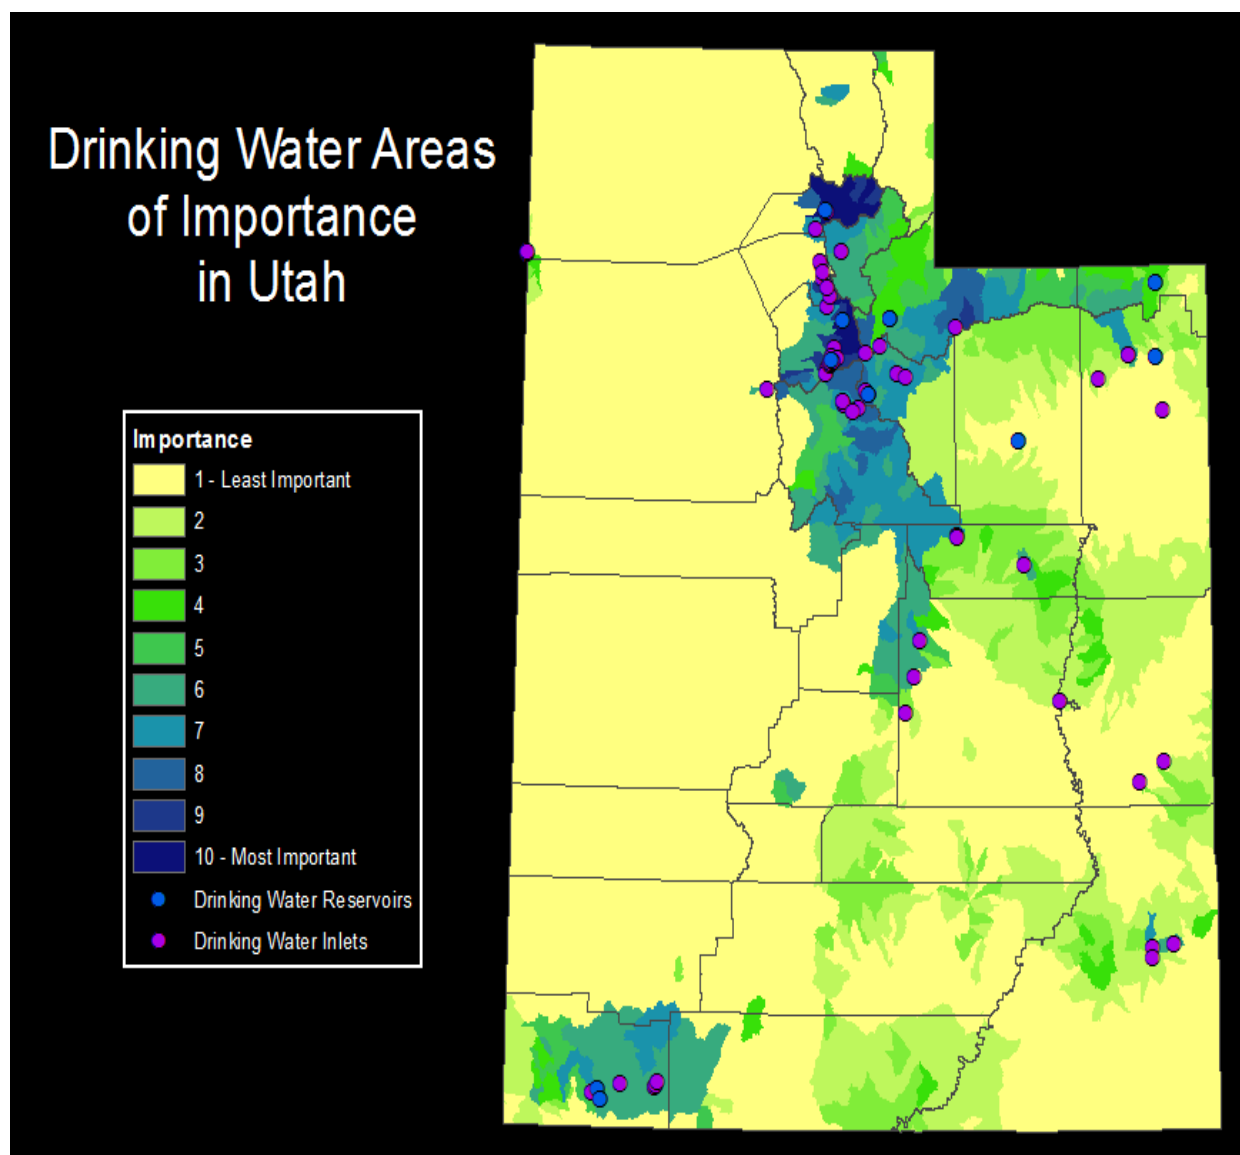 Drinking Water Areas
of Importance
in Utah
Importance
1 - Least Important
2
3
4
5
6
7
8
9
10 - Most Important
Drinking Water Reservoirs
Drinking Water Inlets